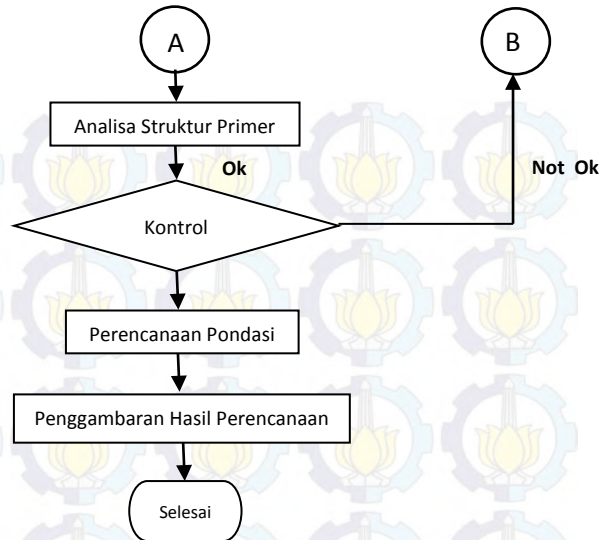 A
B
Analisa Struktur Primer
Ok
Not Ok
Kontrol
Perencanaan Pondasi
Penggambaran Hasil Perencanaan
Selesai